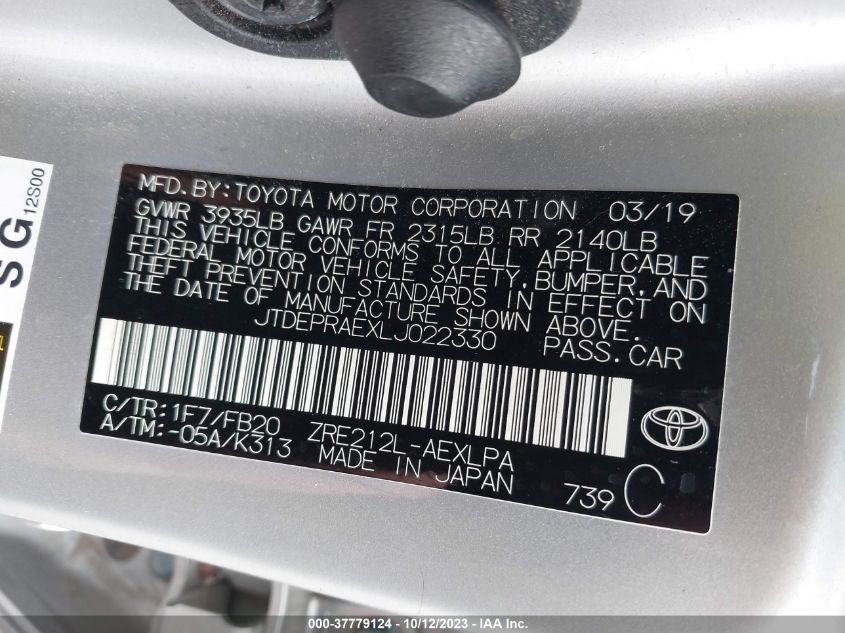 SG
12S00
MFD.BY:TOYOTA MOTOR CORPORATION 03/19
GVWR 3935LB GAWR FR 2315LB RR 2140LB
THIS VEHICLE CONFORMS TO ALL APPLICABLE
FEDERAL MOTOR VEHICLE SAFETY,BUMPER,AND
THEFT PREVENTION STANDARDS IN EFFECT ON
THE DATE OF MANUFACTURE SHOWN ABOVE.
JTDEPRAEXLJ022330 PASS.CAR
C/TR:1F7/FB20 ZRE212L-AEXLPA
A/TM:-05A/K313 MADE IN JAPAN
739 C
000-37779124 - 10/12/2023 - IAA Inc.